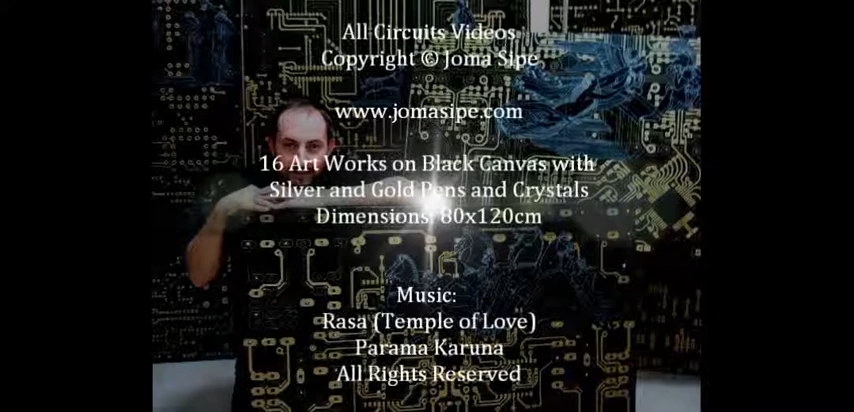 All Circuits Videos
Copyright © Joma Sipe
www.jomasipe.com
16 Art Works on Black Canvas with
Silver and Gold Pens and Crystals
Dimensions: 80x120cm
Music:
Rasa (Temple of Love)
Parama Karuna
All Rights Reserved